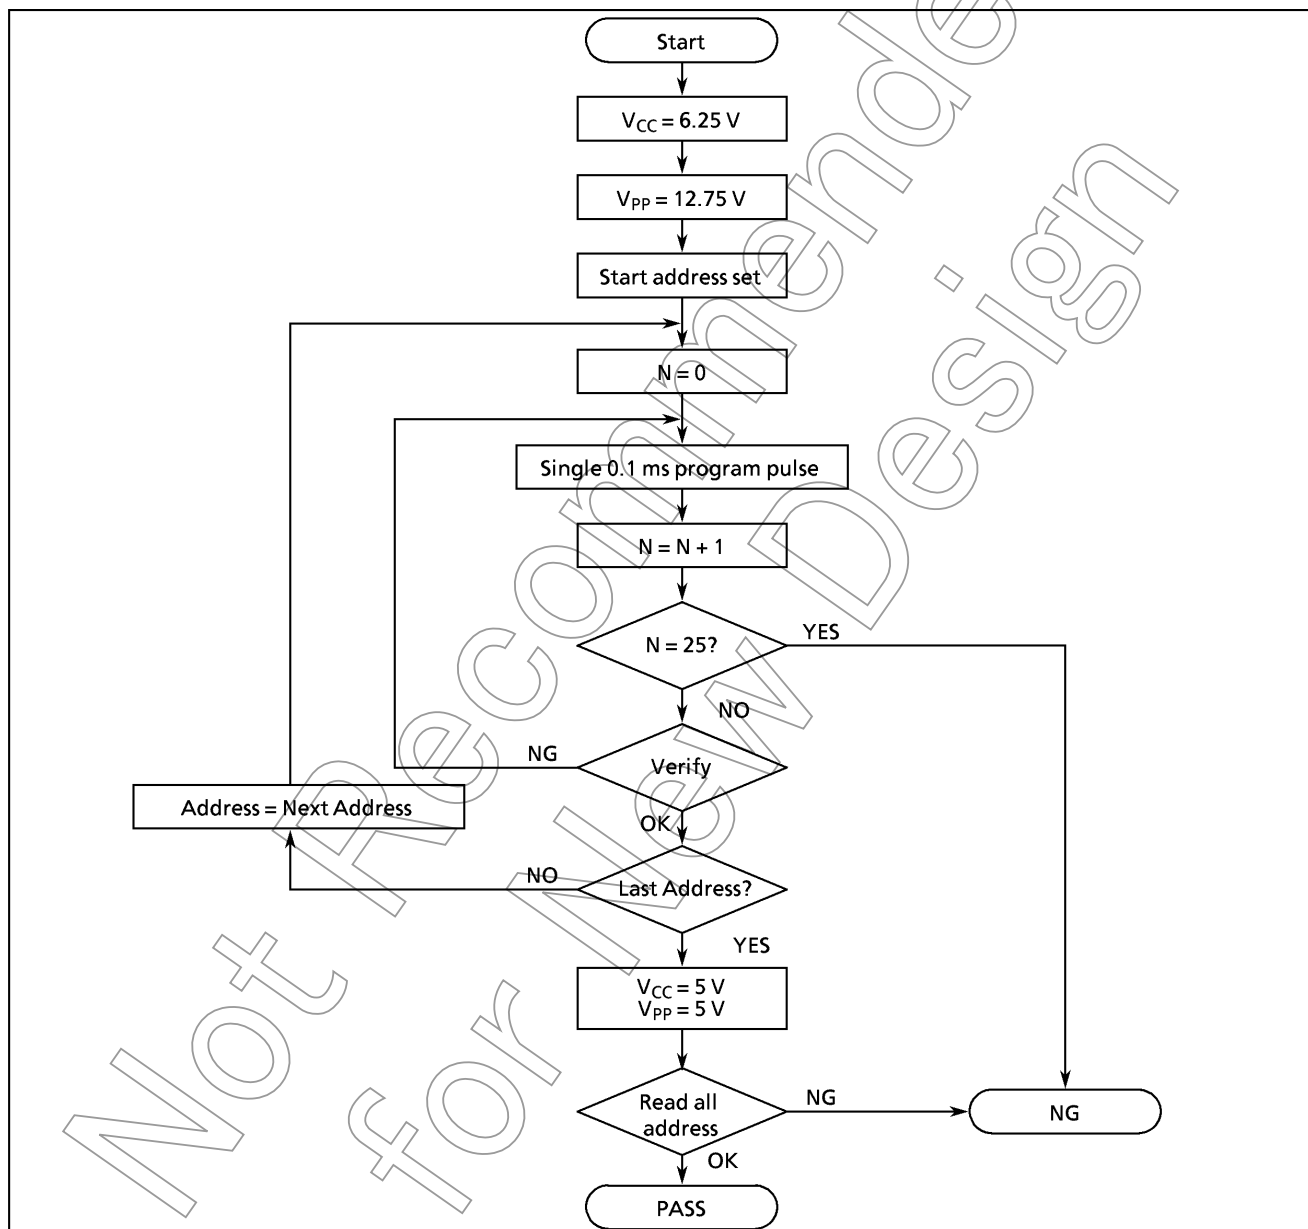 Start
V_CC = 6.25 V
V_PP = 12.75 V
Start address set
N = 0
Single 0.1 ms program pulse
N = N + 1
N = 25?
YES
NO
Verify
NG
OK
Address = Next Address
Last Address?
NO
YES
V_CC = 5 V
V_PP = 5 V
Read all
address
NG
NG
OK
PASS
Not Recommende
for New Design